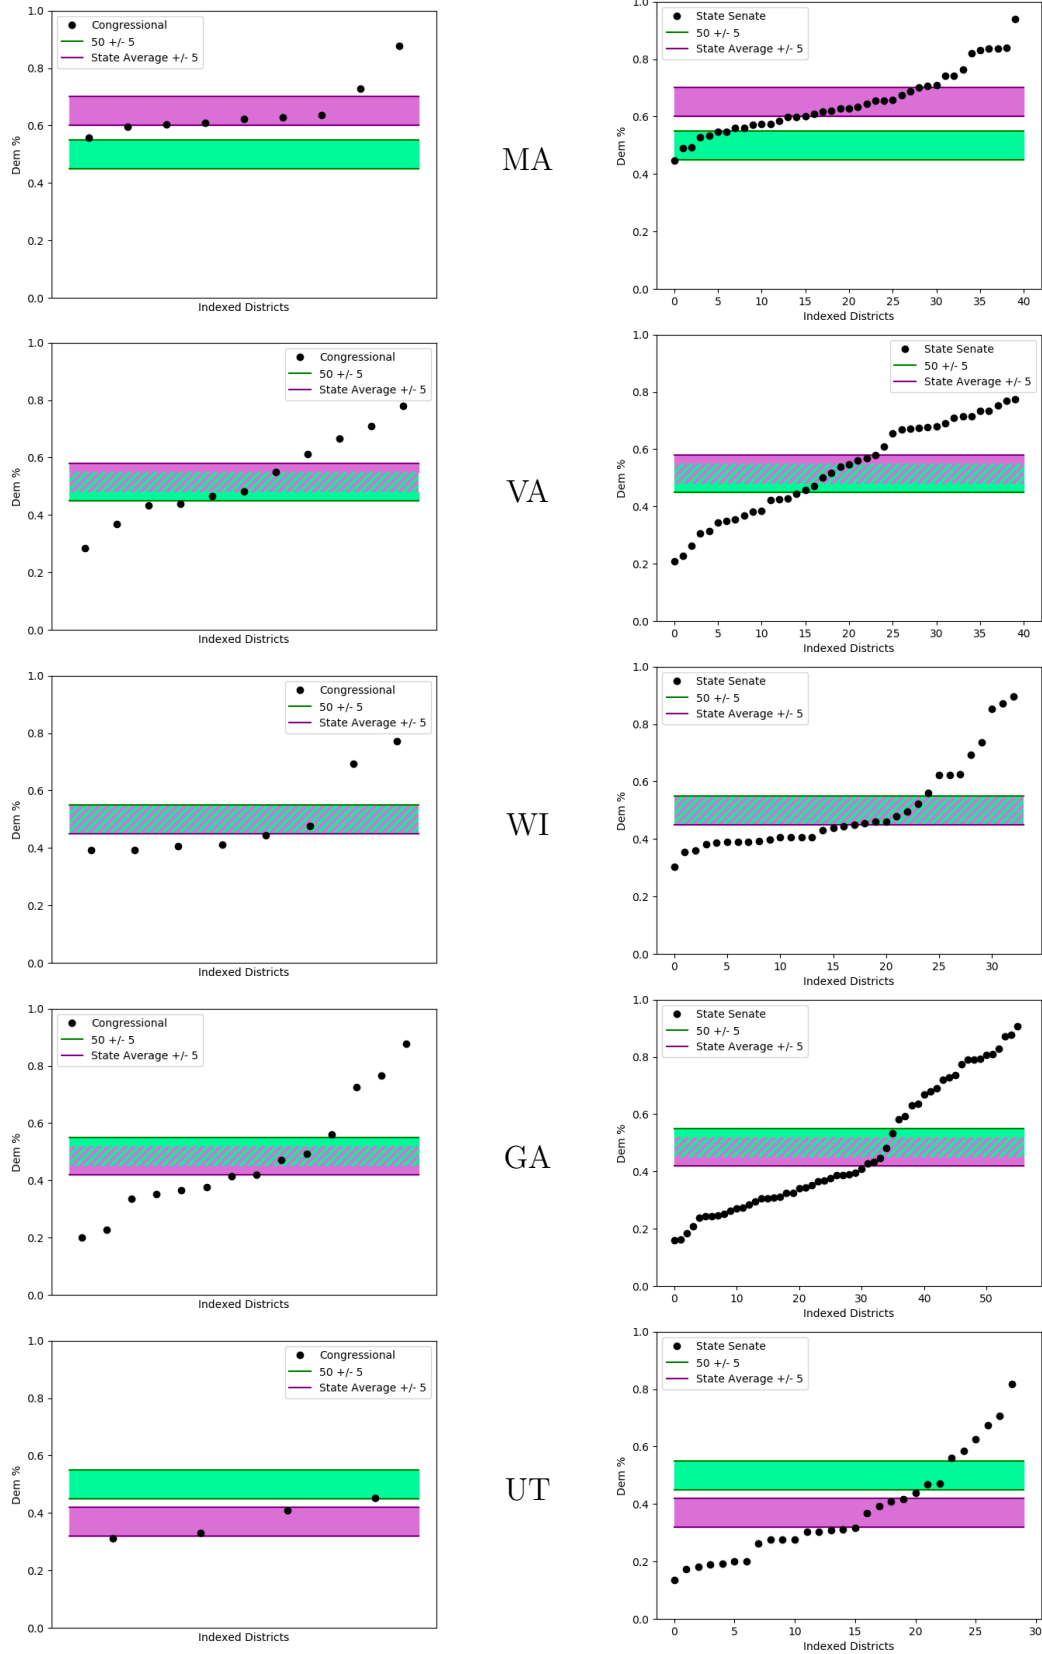 1.0
0.8
0.6
0.4
0.2
0.0
Dem %
Congressional
50 +/- 5
State Average +/- 5
Indexed Districts
MA
1.0
0.8
0.6
0.4
0.2
0.0
Dem %
State Senate
50 +/- 5
State Average +/- 5
0 5 10 15 20 25 30 35 40
Indexed Districts
1.0
0.8
0.6
0.4
0.2
0.0
Dem %
Congressional
50 +/- 5
State Average +/- 5
Indexed Districts
VA
1.0
0.8
0.6
0.4
0.2
0.0
Dem %
State Senate
50 +/- 5
State Average +/- 5
0 5 10 15 20 25 30 35 40
Indexed Districts
1.0
0.8
0.6
0.4
0.2
0.0
Dem %
Congressional
50 +/- 5
State Average +/- 5
Indexed Districts
WI
1.0
0.8
0.6
0.4
0.2
0.0
Dem %
State Senate
50 +/- 5
State Average +/- 5
0 5 10 15 20 25 30
Indexed Districts
1.0
0.8
0.6
0.4
0.2
0.0
Dem %
Congressional
50 +/- 5
State Average +/- 5
Indexed Districts
GA
1.0
0.8
0.6
0.4
0.2
0.0
Dem %
State Senate
50 +/- 5
State Average +/- 5
0 10 20 30 40 50
Indexed Districts
1.0
0.8
0.6
0.4
0.2
0.0
Dem %
Congressional
50 +/- 5
State Average +/- 5
Indexed Districts
UT
1.0
0.8
0.6
0.4
0.2
0.0
Dem %
State Senate
50 +/- 5
State Average +/- 5
0 5 10 15 20 25 30
Indexed Districts